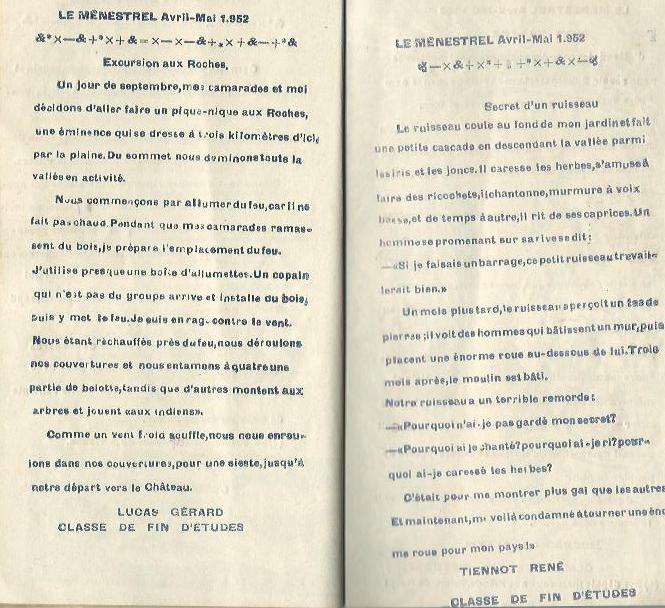 LE MÉNESTREL Avril-Mai 1.952
&°×—&+°×+&=×—×—&+.×+&—+°&
Excursion aux Roches,
Un jour de septembre,mes camarades et moi
décidons d'aller faire un pique-nique aux Roches,
une éminence qui se dresse à trois kilomètres d'ici,
par la plaine.Du sommet nous dominons toute la
vallée en activité.
Nous commençons par allumer du feu,car il ne
fait pas chaud.Pendant que mes camarades ramas-
sent du bois,je prépare l'emplacement du feu.
J'utilise presque une boîte d'allumettes.Un copain
qui n'est pas du groupe arrive et installe du bois,
puis y met le feu.Je suis en rage contre le vent.
Nous étant réchauffés près du feu,nous déroulons
nos couvertures et nous entamons à quatre une
partie de belotte,tandis que d'autres montent aux
arbres et jouent «aux indiens».
Comme un vent froid souffle,nous nous enrou-
lons dans nos couvertures,pour une sieste,jusqu'à
notre départ vers le Château.
LUCAS GÉRARD
CLASSE DE FIN D'ÉTUDES
LE MÉNESTREL Avril-Mai 1.952
Secret d'un ruisseau
Le ruisseau coule au fond de mon jardin et fait
une petite cascade en descendant la vallée parmi
les iris et les joncs.Il caresse les herbes,s'amuse à
faire des ricochets,il chantonne,murmure à voix
basse,et de temps à autre,il rit de ses caprices.Un
homme se promenant sur sa rive se dit:
—«Si je faisais un barrage,ce petit ruisseau travail-
lerait bien.»
Un mois plus tard,le ruisseau aperçoit un tas de
pierres;il voit des hommes qui bâtissent un mur,puis
placent une énorme roue au-dessous de lui.Trois
mois après,le moulin est bâti.
Notre ruisseau a un terrible remords:
—«Pourquoi n'ai-je pas gardé mon secret?
—«Pourquoi ai je chanté?pourquoi ai-je ri?pour-
quoi ai-je caressé les herbes?
C'était pour me montrer plus gai que les autres
Et maintenant,me voilà condamné à tourner une énor
me roue pour mon pays!»
TIENNOT RENÉ
CLASSE DE FIN D'ÉTUDES